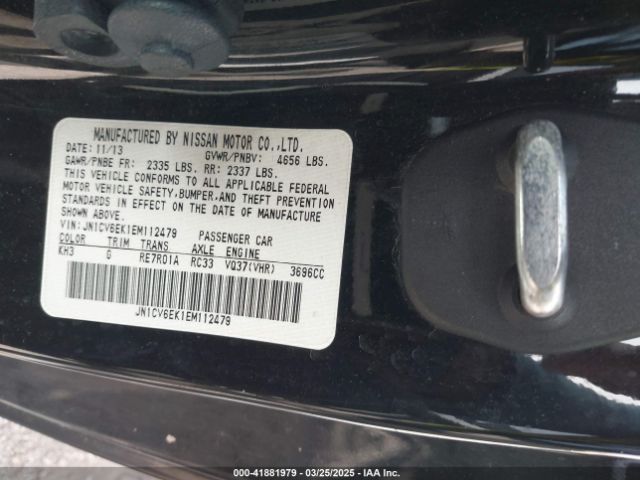 MANUFACTURED BY NISSAN MOTOR CO.,LTD.
DATE: 11/13 GVWR/PNBV: 4656 LBS.
GAWR/PNBE FR: 2335 LBS. RR: 2337 LBS.
THIS VEHICLE CONFORMS TO ALL APPLICABLE FEDERAL
MOTOR VEHICLE SAFETY,BUMPER,AND THEFT PREVENTION
STANDARDS IN EFFECT ON THE DATE OF MANUFACTURE
SHOWN ABOVE.
VIN:JN1CV6EK1EM112479 PASSENGER CAR
COLOR TRIM TRANS AXLE ENGINE
KH3 G RE7R01A RC33 VQ37(VHR) 3696CC
JN1CV6EK1EM112479
000-41881979 | 03/25/2025 | IAA Inc.